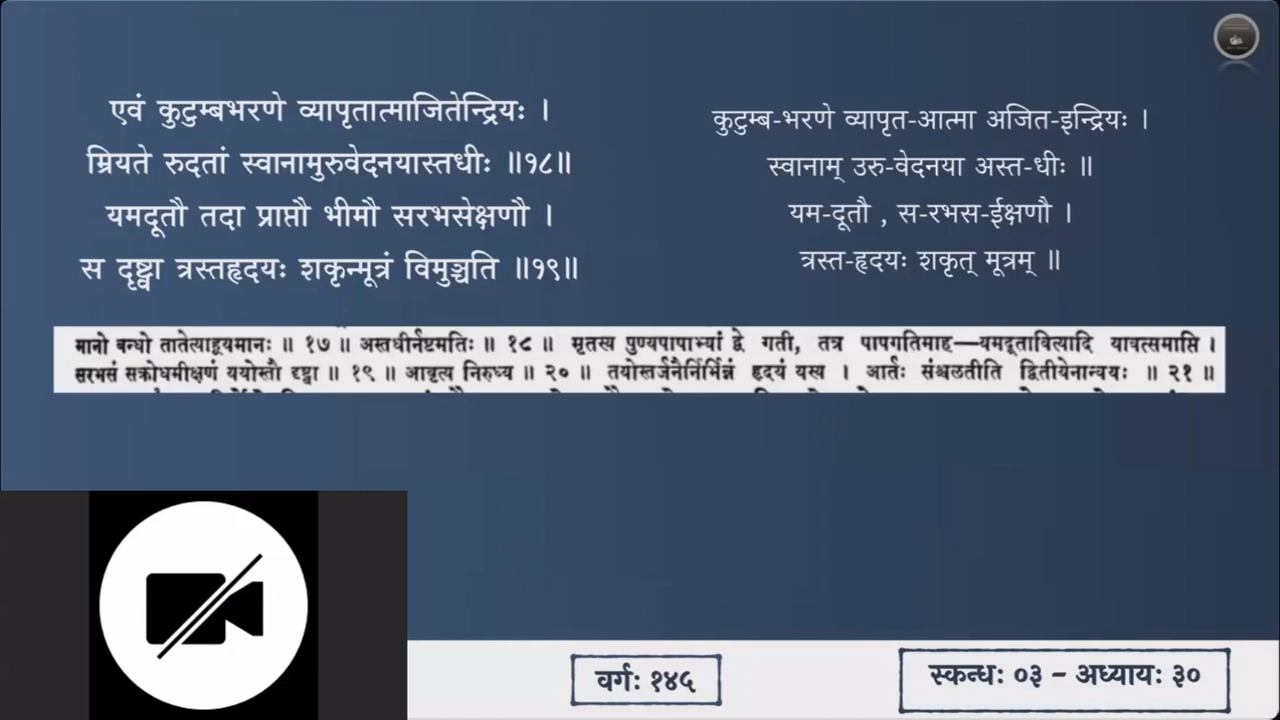 एवं कुटुम्बभरणे व्यापृतात्माजितेन्द्रियः ।
म्रियते रुदतां स्वानामुरुवेदनयास्तधीः ॥१८॥
यमदूतौ तदा प्राप्तौ भीमौ सरभसेक्षणौ ।
स दृष्ट्वा त्रस्तहृदयः शकृन्मूत्रं विमुञ्चति ॥१९॥
कुटुम्ब-भरणे व्यापृत-आत्मा अजित-इन्द्रियः ।
स्वानाम् उरु-वेदनया अस्त-धीः ॥
यम-दूतौ , स-रभस-ईक्षणौ ।
त्रस्त-हृदयः शकृत् मूत्रम् ॥
मानो बन्धो तातेत्याहूयमानः ॥ १७ ॥ अस्तधीर्नष्टमतिः ॥ १८ ॥ मृतस्य पुण्यपापाभ्यां द्वे गती, तत्र पापगतिमाह—यमदूतावित्यादि यावत्समाप्ति ।
सरभसं सक्रोधमीक्षणं ययोस्तौ दृष्ट्वा ॥ १९ ॥ आवृत्य निरुध्य ॥ २० ॥ तयोस्तर्जनैर्निर्भिन्नं हृदयं यस्य । आर्तः संश्चलतीति द्वितीयेनान्वयः ॥ २१ ॥
वर्गः १४५
स्कन्धः ०३ – अध्यायः ३०